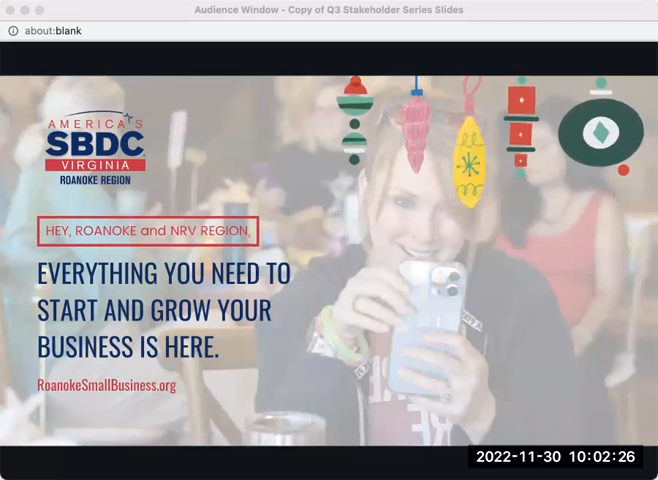 Audience Window - Copy of Q3 Stakeholder Series Slides
about:blank
AMERICA'S
SBDC
VIRGINIA
ROANOKE REGION
HEY, ROANOKE and NRV REGION,
EVERYTHING YOU NEED TO
START AND GROW YOUR
BUSINESS IS HERE.
RoanokeSmallBusiness.org
2022-11-30 10:02:26